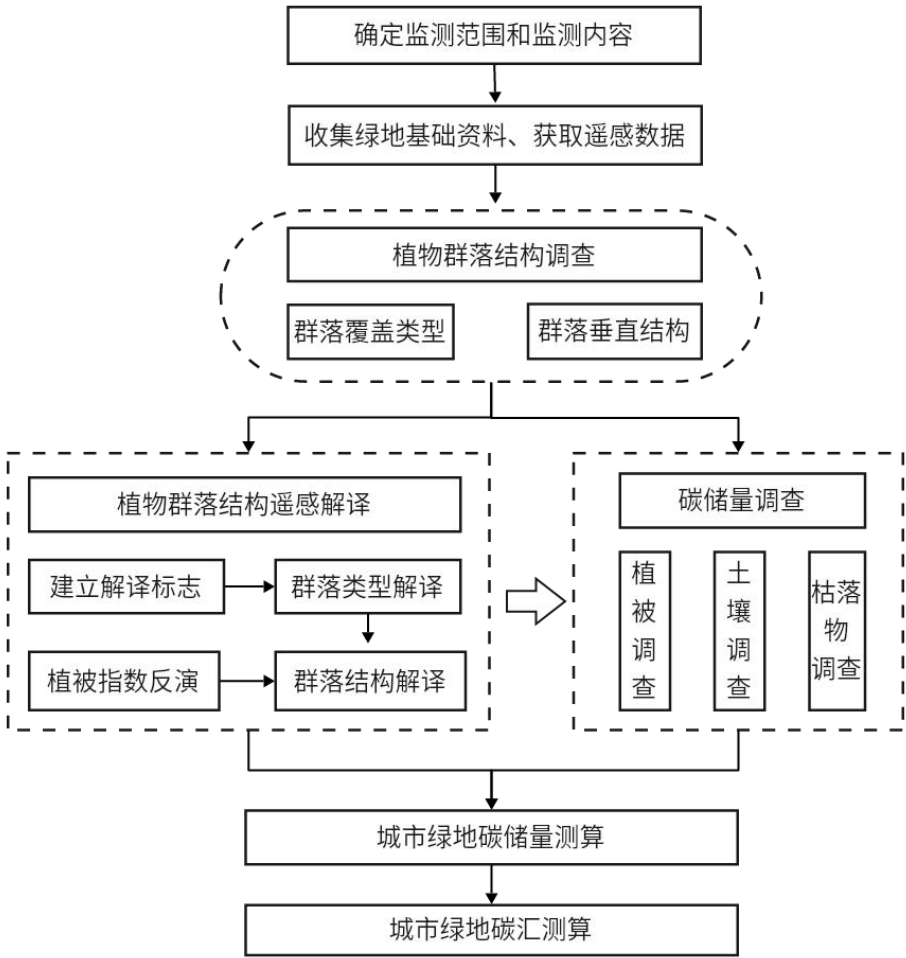 确定监测范围和监测内容
收集绿地基础资料、获取遥感数据
植物群落结构调查
群落覆盖类型
群落垂直结构
植物群落结构遥感解译
建立解译标志
群落类型解译
植被指数反演
群落结构解译
碳储量调查
植
被
调
查
土
壤
调
查
枯落
物
调查
城市绿地碳储量测算
城市绿地碳汇测算